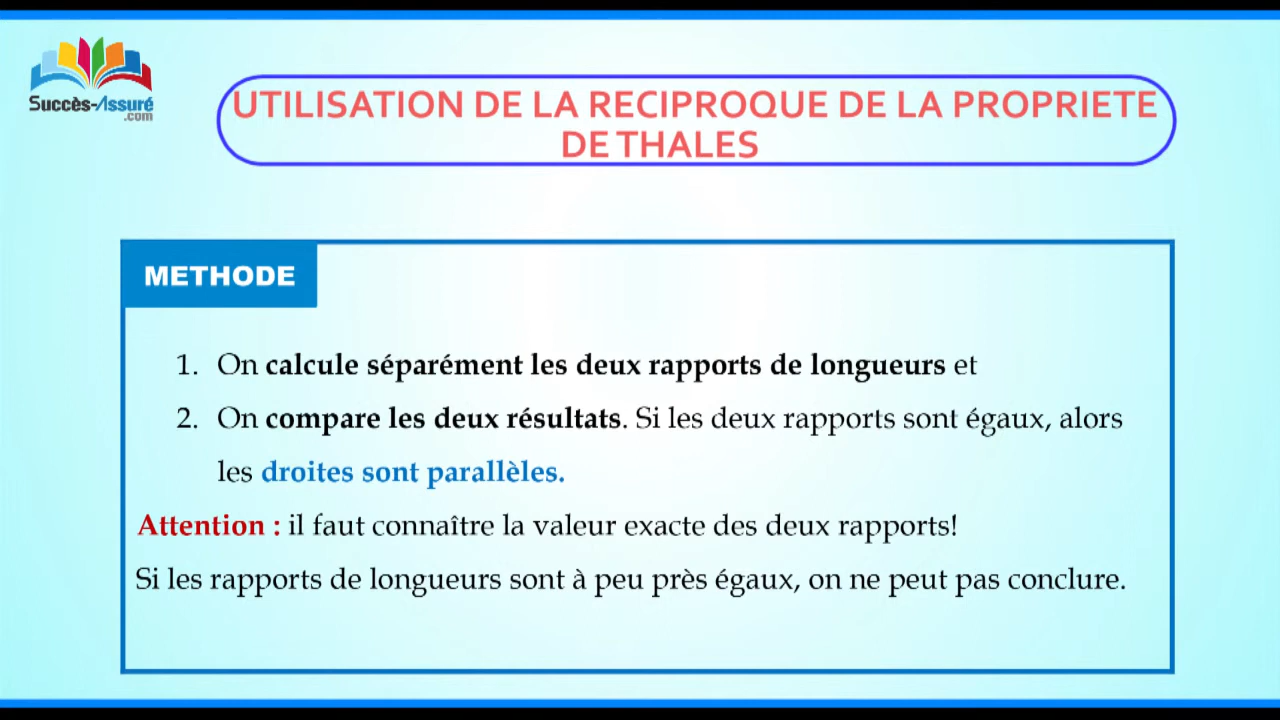 Succès-Assuré
.com
UTILISATION DE LA RECIPROQUE DE LA PROPRIETE
DE THALES
METHODE
1. On calcule séparément les deux rapports de longueurs et
2. On compare les deux résultats. Si les deux rapports sont égaux, alors
les droites sont parallèles.
Attention : il faut connaître la valeur exacte des deux rapports!
Si les rapports de longueurs sont à peu près égaux, on ne peut pas conclure.